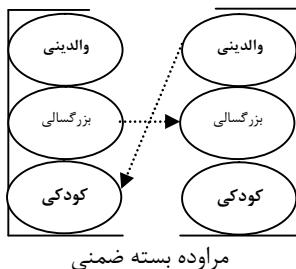 والدینی والدینی
بزرگسالی بزرگسالی
کودکی کودکی
مراوده بسته ضمنی